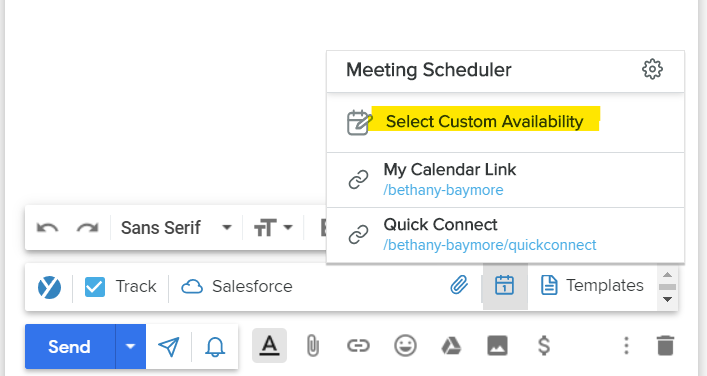 Meeting Scheduler
Select Custom Availability
My Calendar Link
/bethany-baymore
Quick Connect
/bethany-baymore/quickconnect
Sans Serif
Track
Salesforce
1
Templates
Send
A
$